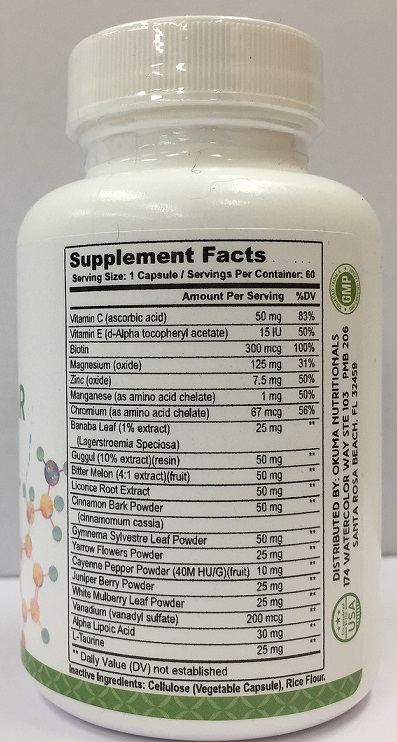 Supplement Facts
Serving Size: 1 Capsule / Servings Per Container: 60
Amount Per Serving %DV
Vitamin C (ascorbic acid) 50 mg 83%
Vitamin E (d-Alpha tocopheryl acetate) 15 IU 50%
Biotin 300 mcg 100%
Magnesium (oxide) 125 mg 31%
Zinc (oxide) 7.5 mg 50%
Manganese (as amino acid chelate) 1 mg 50%
Chromium (as amino acid chelate) 67 mcg 56%
Banaba Leaf (1% extract) 25 mg **
(Lagerstroemia Speciosa)
Guggul (10% extract)(resin) 50 mg **
Bitter Melon (4:1 extract)(fruit) 50 mg **
Licorice Root Extract 50 mg **
Cinnamon Bark Powder 50 mg **
(cinnamomum cassia)
Gymnema Sylvestre Leaf Powder 50 mg **
Yarrow Flowers Powder 25 mg **
Cayenne Pepper Powder (40M HU/G)(fruit) 10 mg **
Juniper Berry Powder 25 mg **
White Mulberry Leaf Powder 25 mg **
Vanadium (vanadyl sulfate) 200 mcg **
Alpha Lipoic Acid 30 mg **
L-Taurine 25 mg **
** Daily Value (DV) not established
Inactive Ingredients: Cellulose (Vegetable Capsule), Rice Flour.
DISTRIBUTED BY: OKUMA NUTRITIONALS
174 WATERCOLOR WAY STE 103 PMB 206
SANTA ROSA BEACH, FL 32459
GMP
USA
R